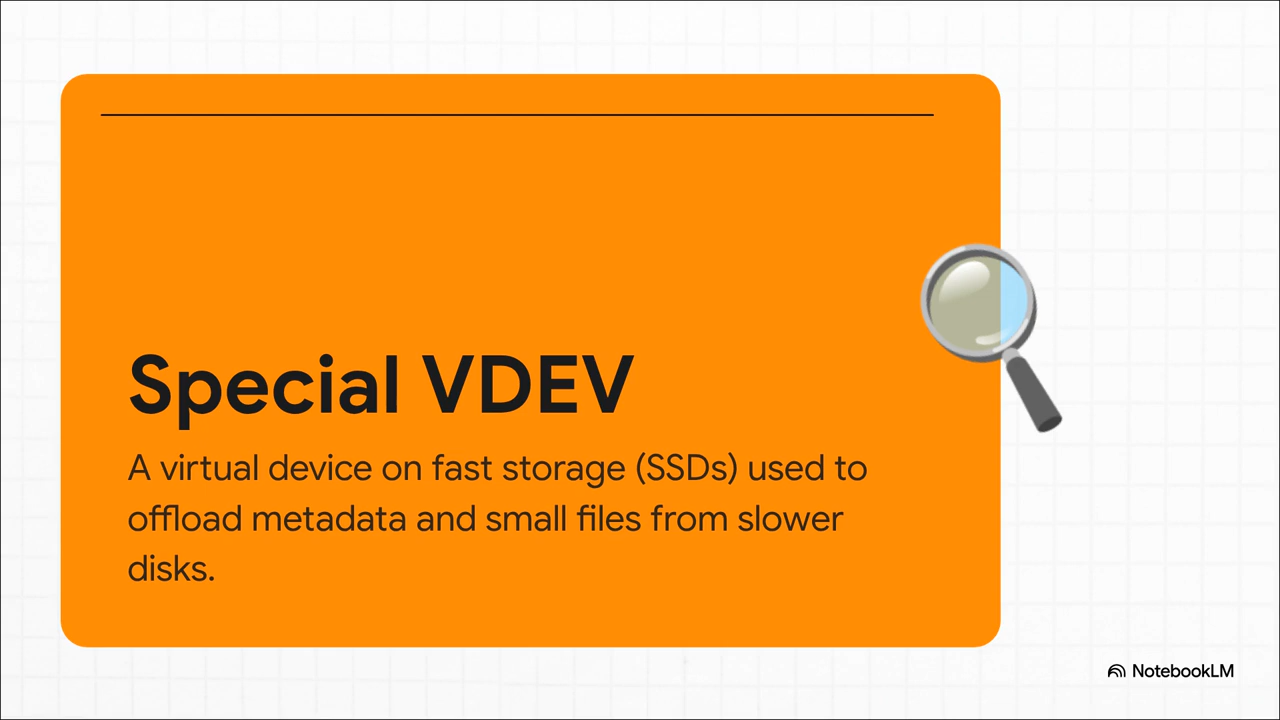 Special VDEV
A virtual device on fast storage (SSDs) used to
offload metadata and small files from slower
disks.
NotebookLM